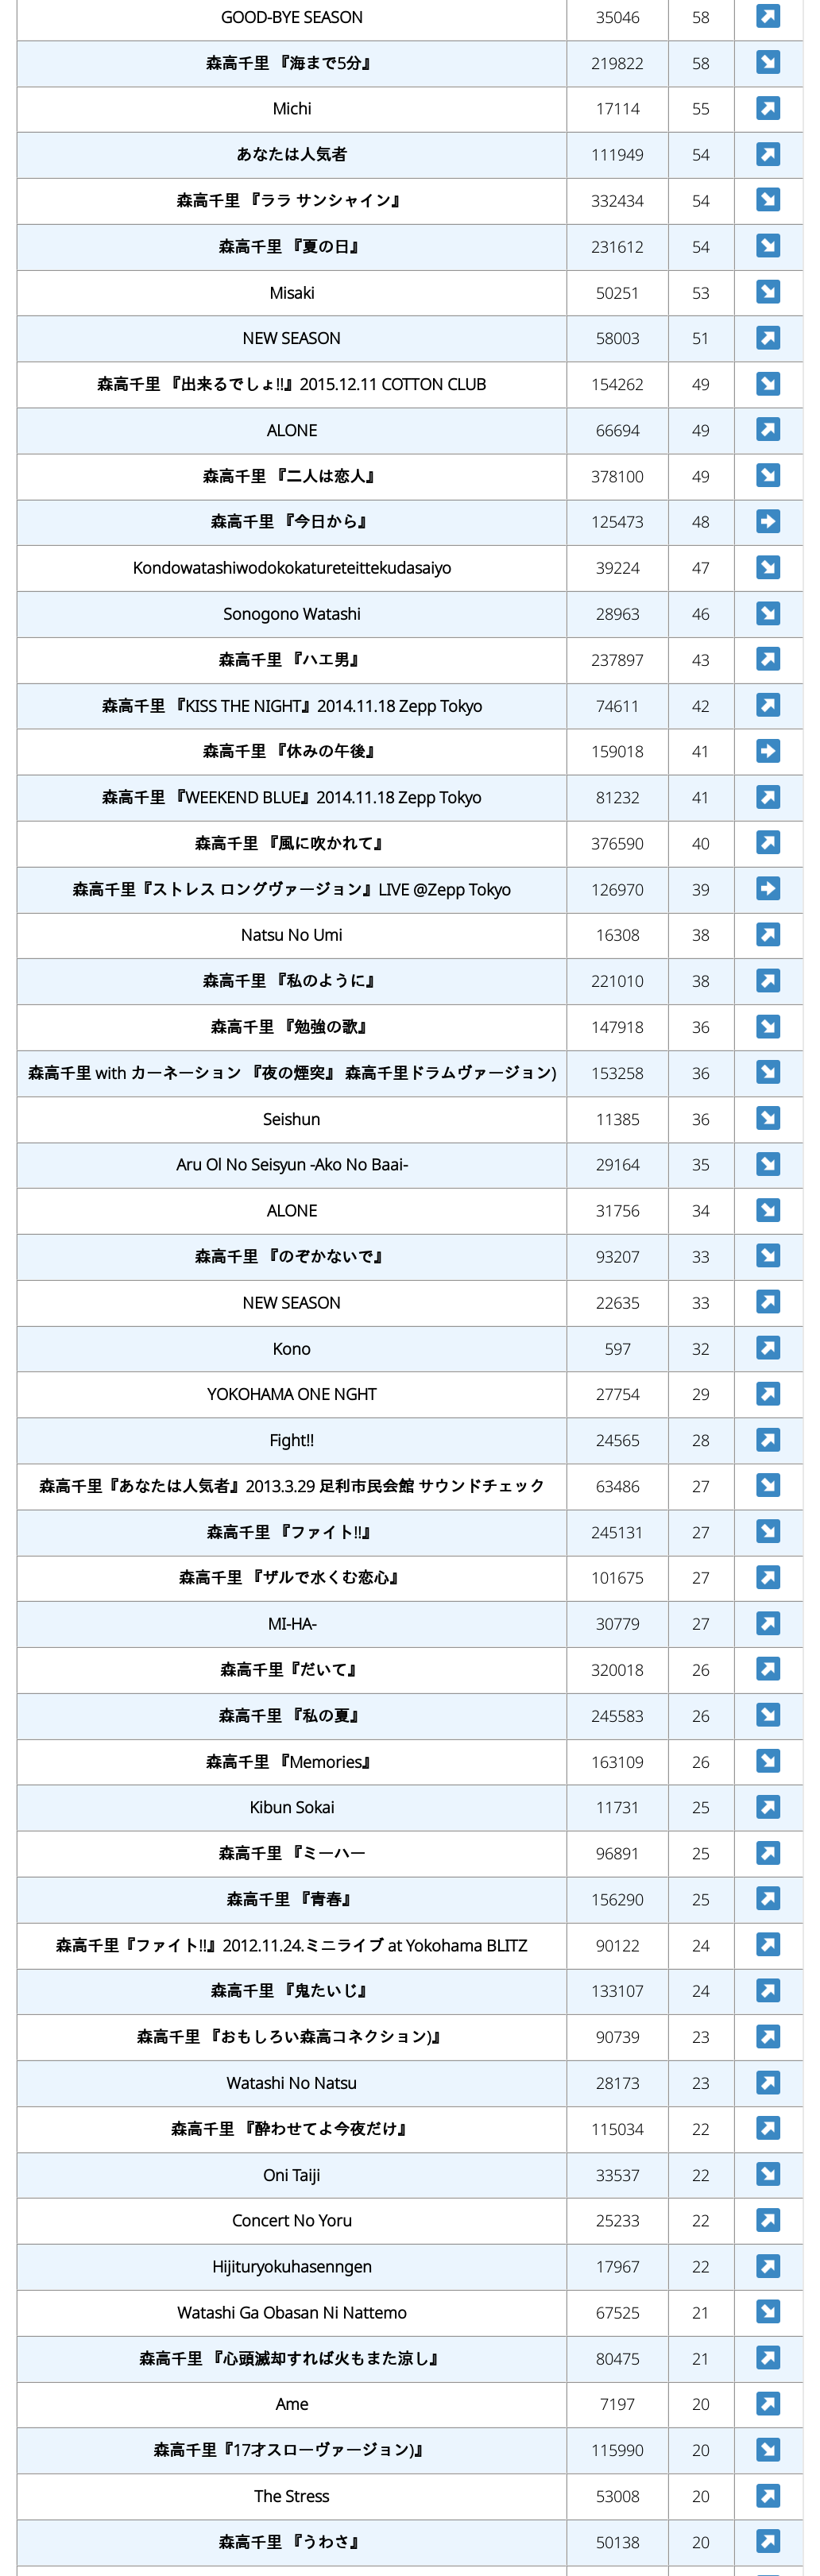 GOOD-BYE SEASON 35046 58
森高千里 『海まで5分』 219822 58
Michi 17114 55
あなたは人気者 111949 54
森高千里 『ララ サンシャイン』 332434 54
森高千里 『夏の日』 231612 54
Misaki 50251 53
NEW SEASON 58003 51
森高千里 『出来るでしょ!!』2015.12.11 COTTON CLUB 154262 49
ALONE 66694 49
森高千里 『二人は恋人』 378100 49
森高千里 『今日から』 125473 48
Kondowatashiwodokokatureteittekudasaiyo 39224 47
Sonogono Watashi 28963 46
森高千里 『ハエ男』 237897 43
森高千里 『KISS THE NIGHT』2014.11.18 Zepp Tokyo 74611 42
森高千里 『休みの午後』 159018 41
森高千里 『WEEKEND BLUE』2014.11.18 Zepp Tokyo 81232 41
森高千里 『風に吹かれて』 376590 40
森高千里『ストレス ロングヴァージョン』LIVE @Zepp Tokyo 126970 39
Natsu No Umi 16308 38
森高千里 『私のように』 221010 38
森高千里 『勉強の歌』 147918 36
森高千里 with カーネーション 『夜の煙突』 森高千里ドラムヴァージョン) 153258 36
Seishun 11385 36
Aru Ol No Seisyun -Ako No Baai- 29164 35
ALONE 31756 34
森高千里 『のぞかないで』 93207 33
NEW SEASON 22635 33
Kono 597 32
YOKOHAMA ONE NGHT 27754 29
Fight!! 24565 28
森高千里『あなたは人気者』2013.3.29 足利市民会館 サウンドチェック 63486 27
森高千里 『ファイト!!』 245131 27
森高千里 『ザルで水くむ恋心』 101675 27
MI-HA- 30779 27
森高千里『だいて』 320018 26
森高千里 『私の夏』 245583 26
森高千里 『Memories』 163109 26
Kibun Sokai 11731 25
森高千里 『ミーハー 96891 25
森高千里 『青春』 156290 25
森高千里『ファイト!!』2012.11.24.ミニライブ at Yokohama BLITZ 90122 24
森高千里 『鬼たいじ』 133107 24
森高千里 『おもしろい森高コネクション)』 90739 23
Watashi No Natsu 28173 23
森高千里 『酔わせてよ今夜だけ』 115034 22
Oni Taiji 33537 22
Concert No Yoru 25233 22
Hijituryokuhasenngen 17967 22
Watashi Ga Obasan Ni Nattemo 67525 21
森高千里 『心頭滅却すれば火もまた涼し』 80475 21
Ame 7197 20
森高千里『17才スローヴァージョン)』 115990 20
The Stress 53008 20
森高千里 『うわさ』 50138 20